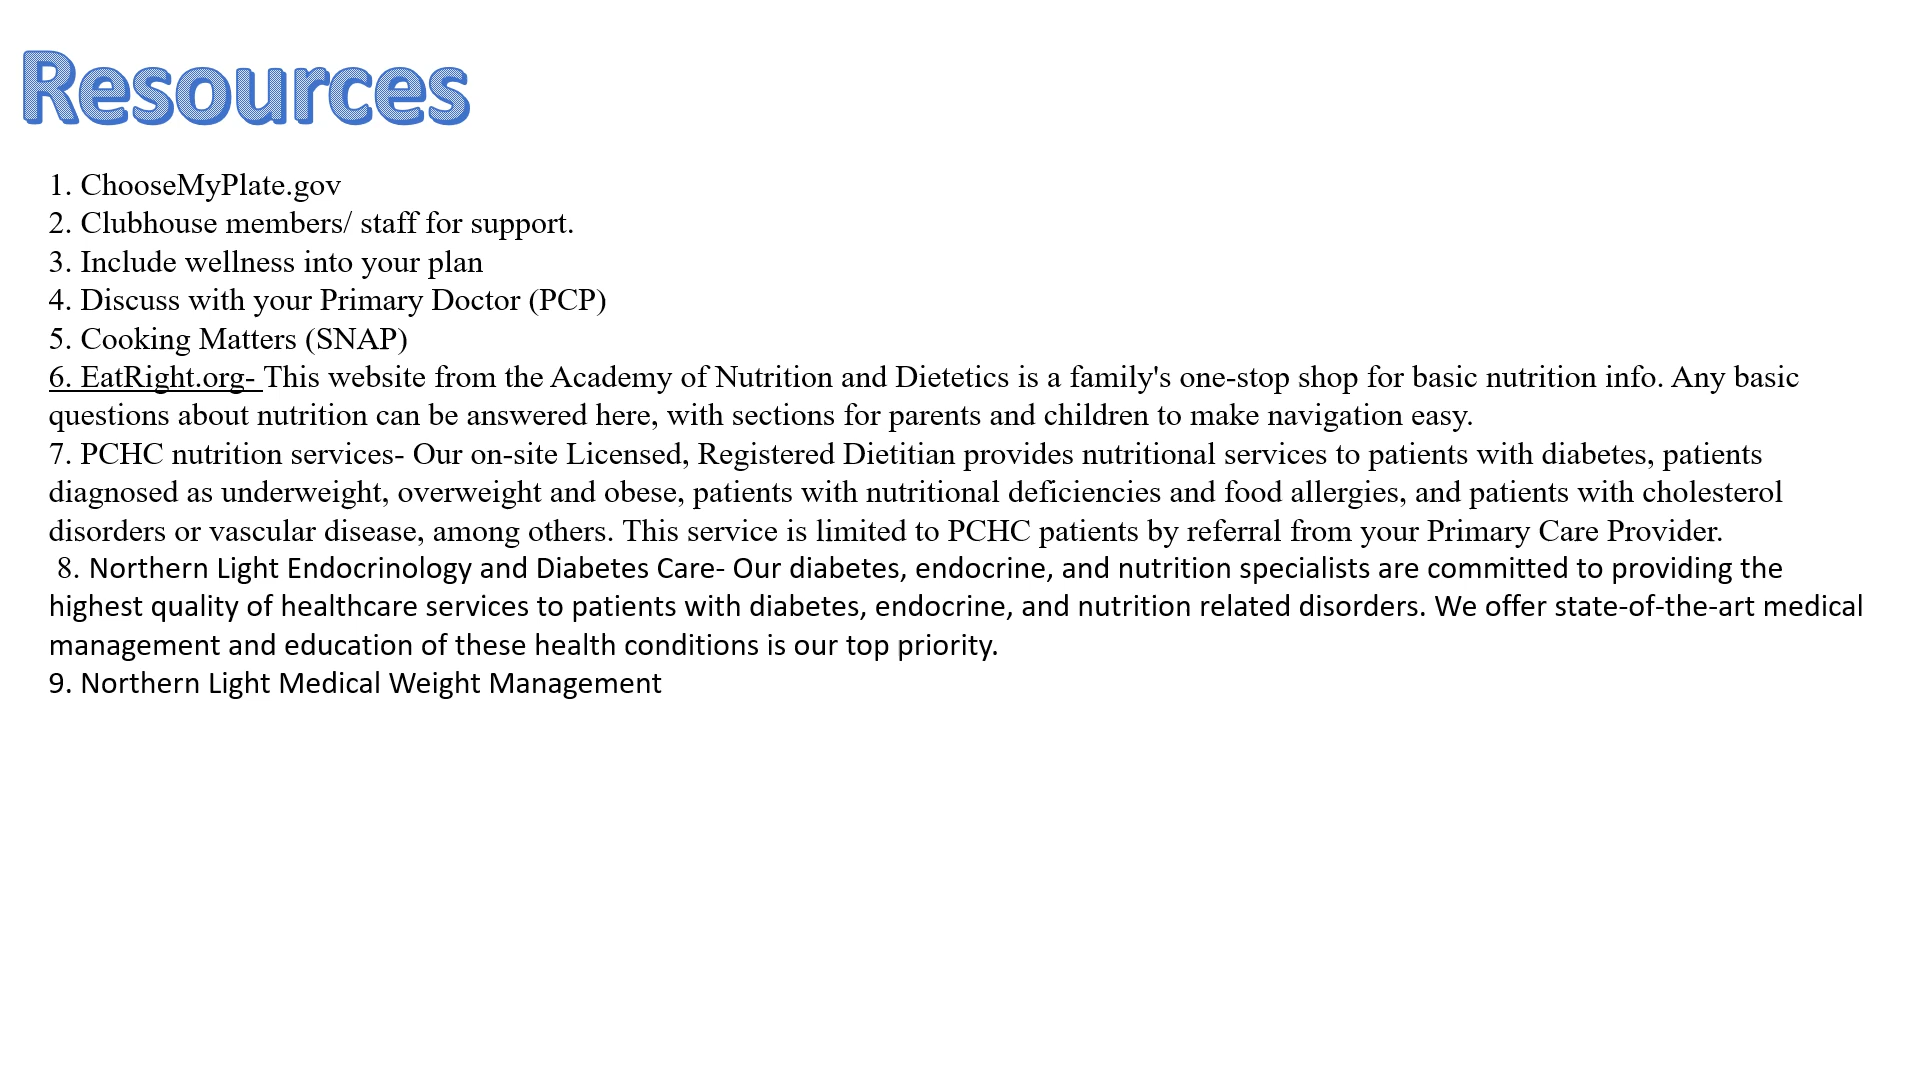 Resources
1. ChooseMyPlate.gov
2. Clubhouse members/ staff for support.
3. Include wellness into your plan
4. Discuss with your Primary Doctor (PCP)
5. Cooking Matters (SNAP)
6. EatRight.org- This website from the Academy of Nutrition and Dietetics is a family's one-stop shop for basic nutrition info. Any basic
questions about nutrition can be answered here, with sections for parents and children to make navigation easy.
7. PCHC nutrition services- Our on-site Licensed, Registered Dietitian provides nutritional services to patients with diabetes, patients
diagnosed as underweight, overweight and obese, patients with nutritional deficiencies and food allergies, and patients with cholesterol
disorders or vascular disease, among others. This service is limited to PCHC patients by referral from your Primary Care Provider.
8. Northern Light Endocrinology and Diabetes Care- Our diabetes, endocrine, and nutrition specialists are committed to providing the
highest quality of healthcare services to patients with diabetes, endocrine, and nutrition related disorders. We offer state-of-the-art medical
management and education of these health conditions is our top priority.
9. Northern Light Medical Weight Management